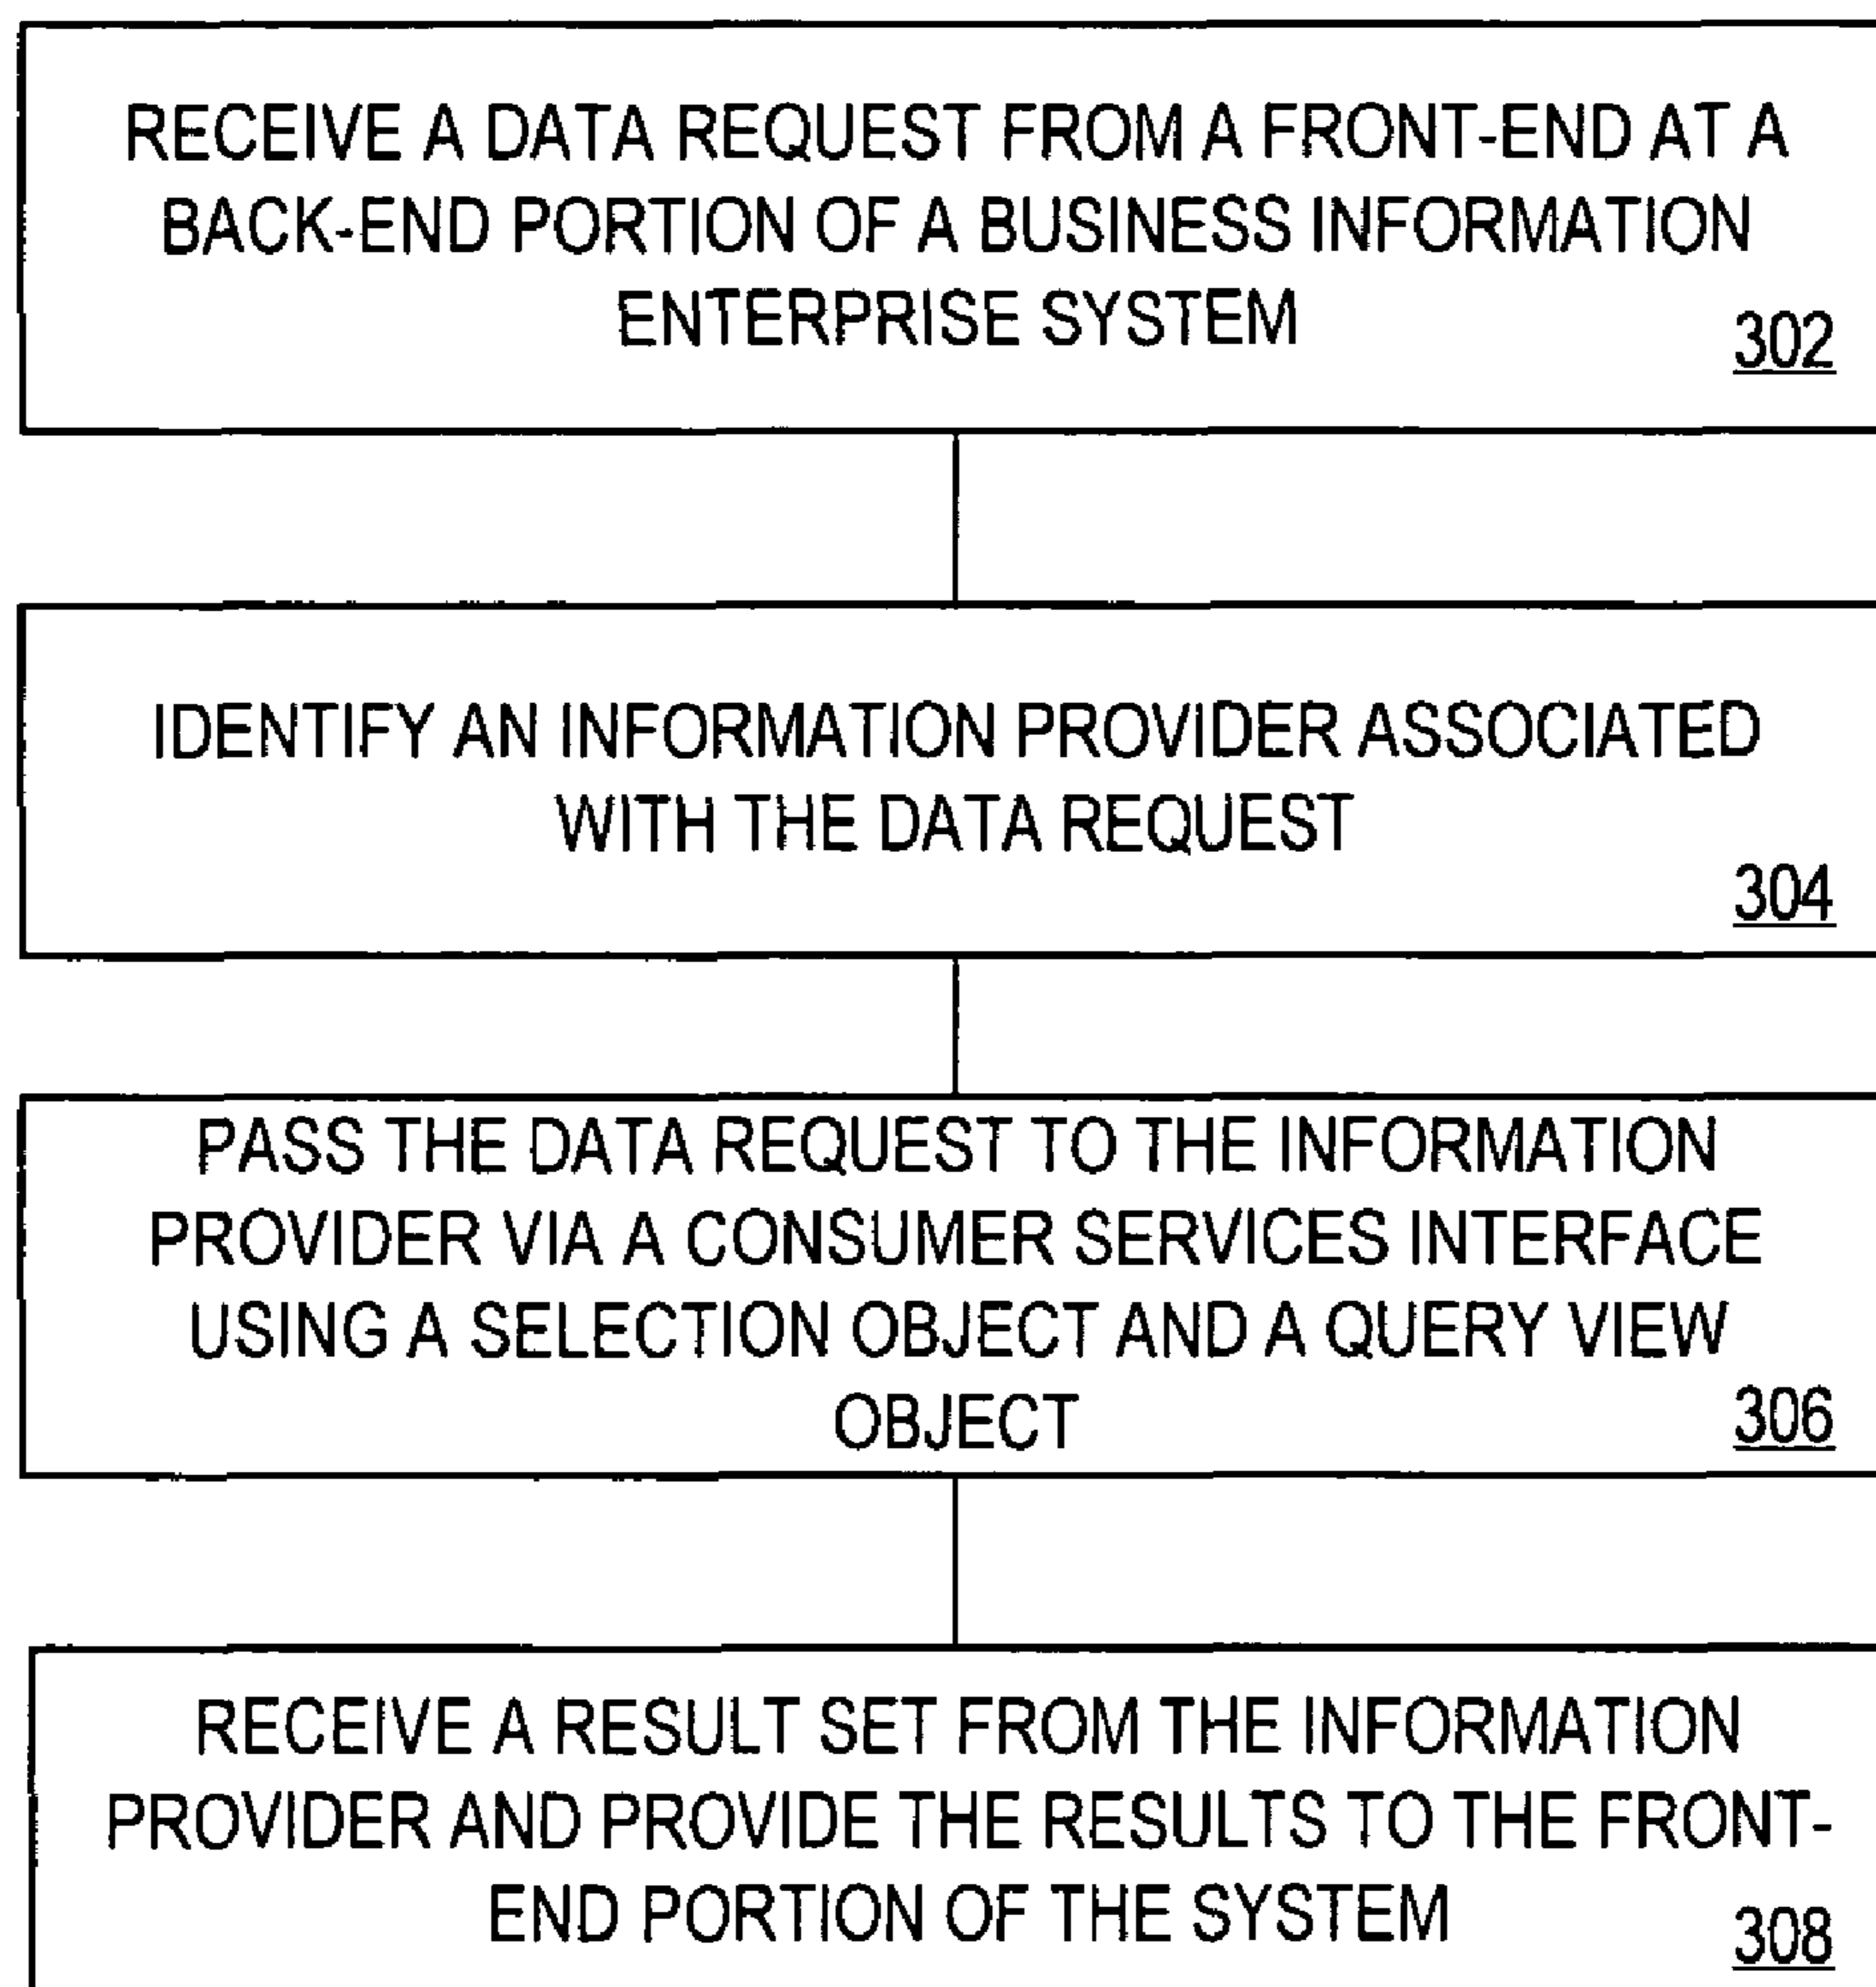 RECEIVE A DATA REQUEST FROM A FRONT-END AT A
BACK-END PORTION OF A BUSINESS INFORMATION
ENTERPRISE SYSTEM
302
IDENTIFY AN INFORMATION PROVIDER ASSOCIATED
WITH THE DATA REQUEST
304
PASS THE DATA REQUEST TO THE INFORMATION
PROVIDER VIA A CONSUMER SERVICES INTERFACE
USING A SELECTION OBJECT AND A QUERY VIEW
OBJECT
306
RECEIVE A RESULT SET FROM THE INFORMATION
PROVIDER AND PROVIDE THE RESULTS TO THE FRONT-
END PORTION OF THE SYSTEM
308